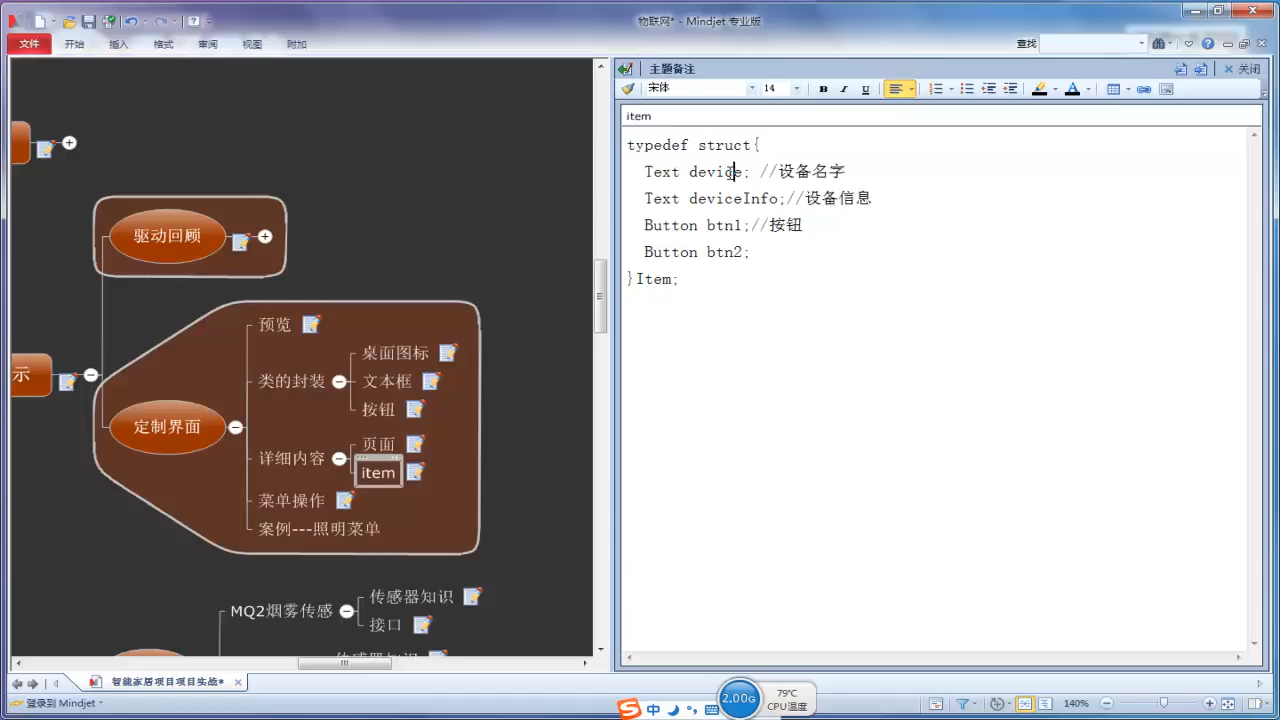 物联网* - Mindjet 专业版
文件
开始
插入
格式
审阅
视图
附加
查找
主题备注
关闭
宋体
14
B
I
U
A
item
typedef struct{
Text device; //设备名字
Text deviceInfo;//设备信息
Button btn1;//按钮
Button btn2;
}Item;
驱动回顾
示
定制界面
预览
类的封装
桌面图标
文本框
按钮
详细内容
页面
item
菜单操作
案例---照明菜单
MQ2烟雾传感
传感器知识
接口
智能家居项目项目实战*
登录到 Mindjet
中
2.00G
79℃
CPU温度
140%